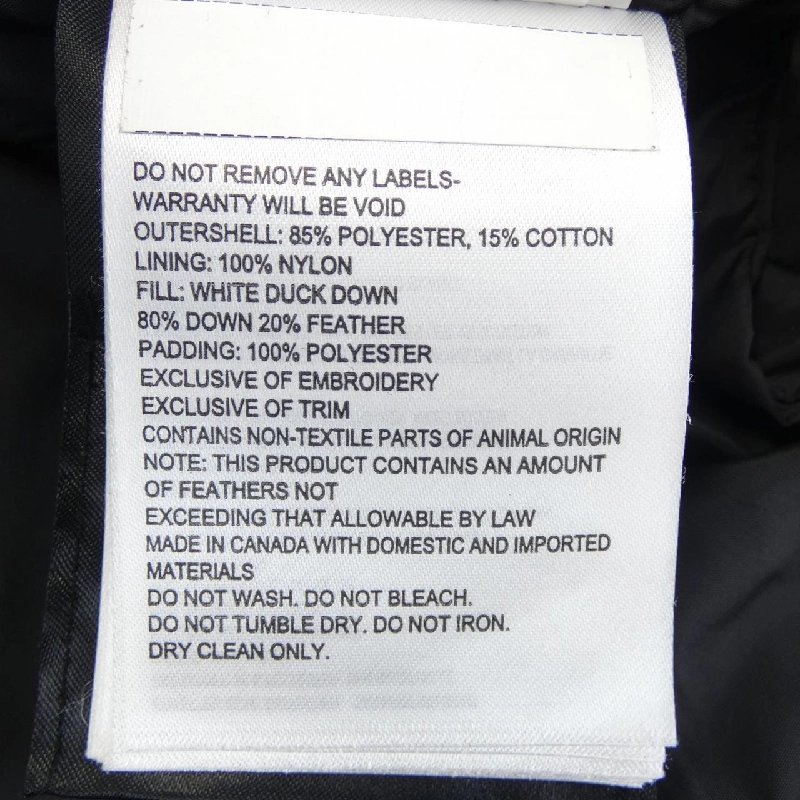 DO NOT REMOVE ANY LABELS-
WARRANTY WILL BE VOID
OUTERSHELL: 85% POLYESTER, 15% COTTON
LINING: 100% NYLON
FILL: WHITE DUCK DOWN
80% DOWN 20% FEATHER
PADDING: 100% POLYESTER
EXCLUSIVE OF EMBROIDERY
EXCLUSIVE OF TRIM
CONTAINS NON-TEXTILE PARTS OF ANIMAL ORIGIN
NOTE: THIS PRODUCT CONTAINS AN AMOUNT
OF FEATHERS NOT
EXCEEDING THAT ALLOWABLE BY LAW
MADE IN CANADA WITH DOMESTIC AND IMPORTED
MATERIALS
DO NOT WASH. DO NOT BLEACH.
DO NOT TUMBLE DRY. DO NOT IRON.
DRY CLEAN ONLY.